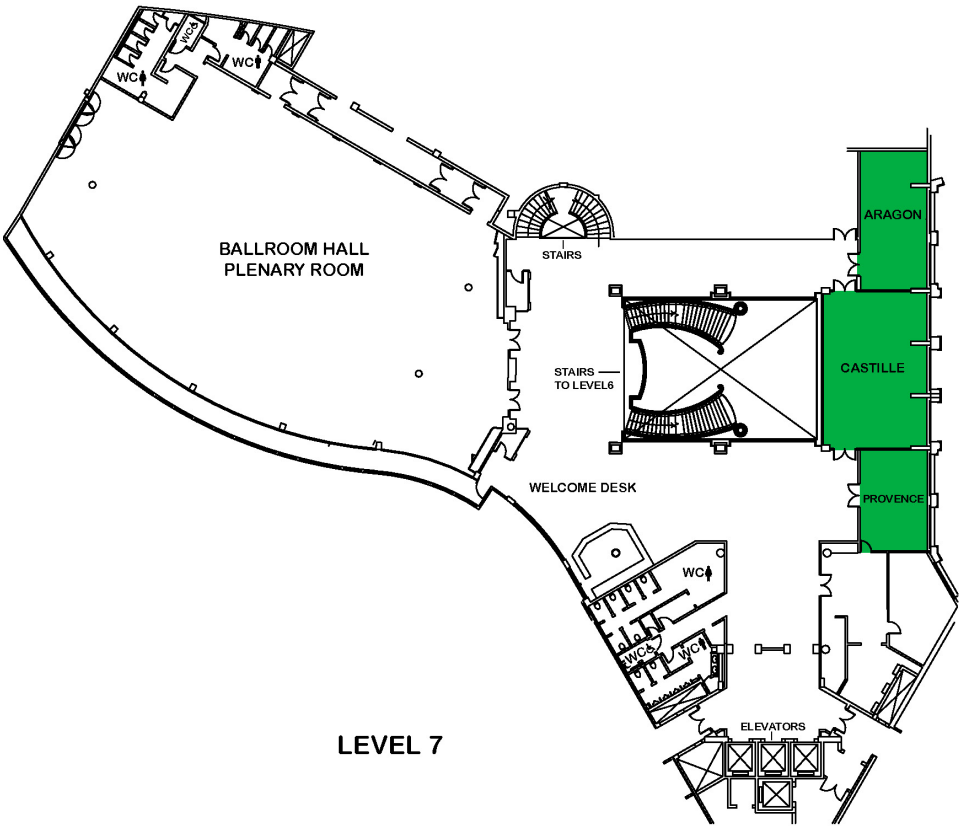 WC
WC
WC
BALLROOM HALL
PLENARY ROOM
STAIRS
ARAGON
STAIRS
TO LEVEL6
CASTILLE
WELCOME DESK
PROVENCE
WC
WC
WC
ELEVATORS
LEVEL 7